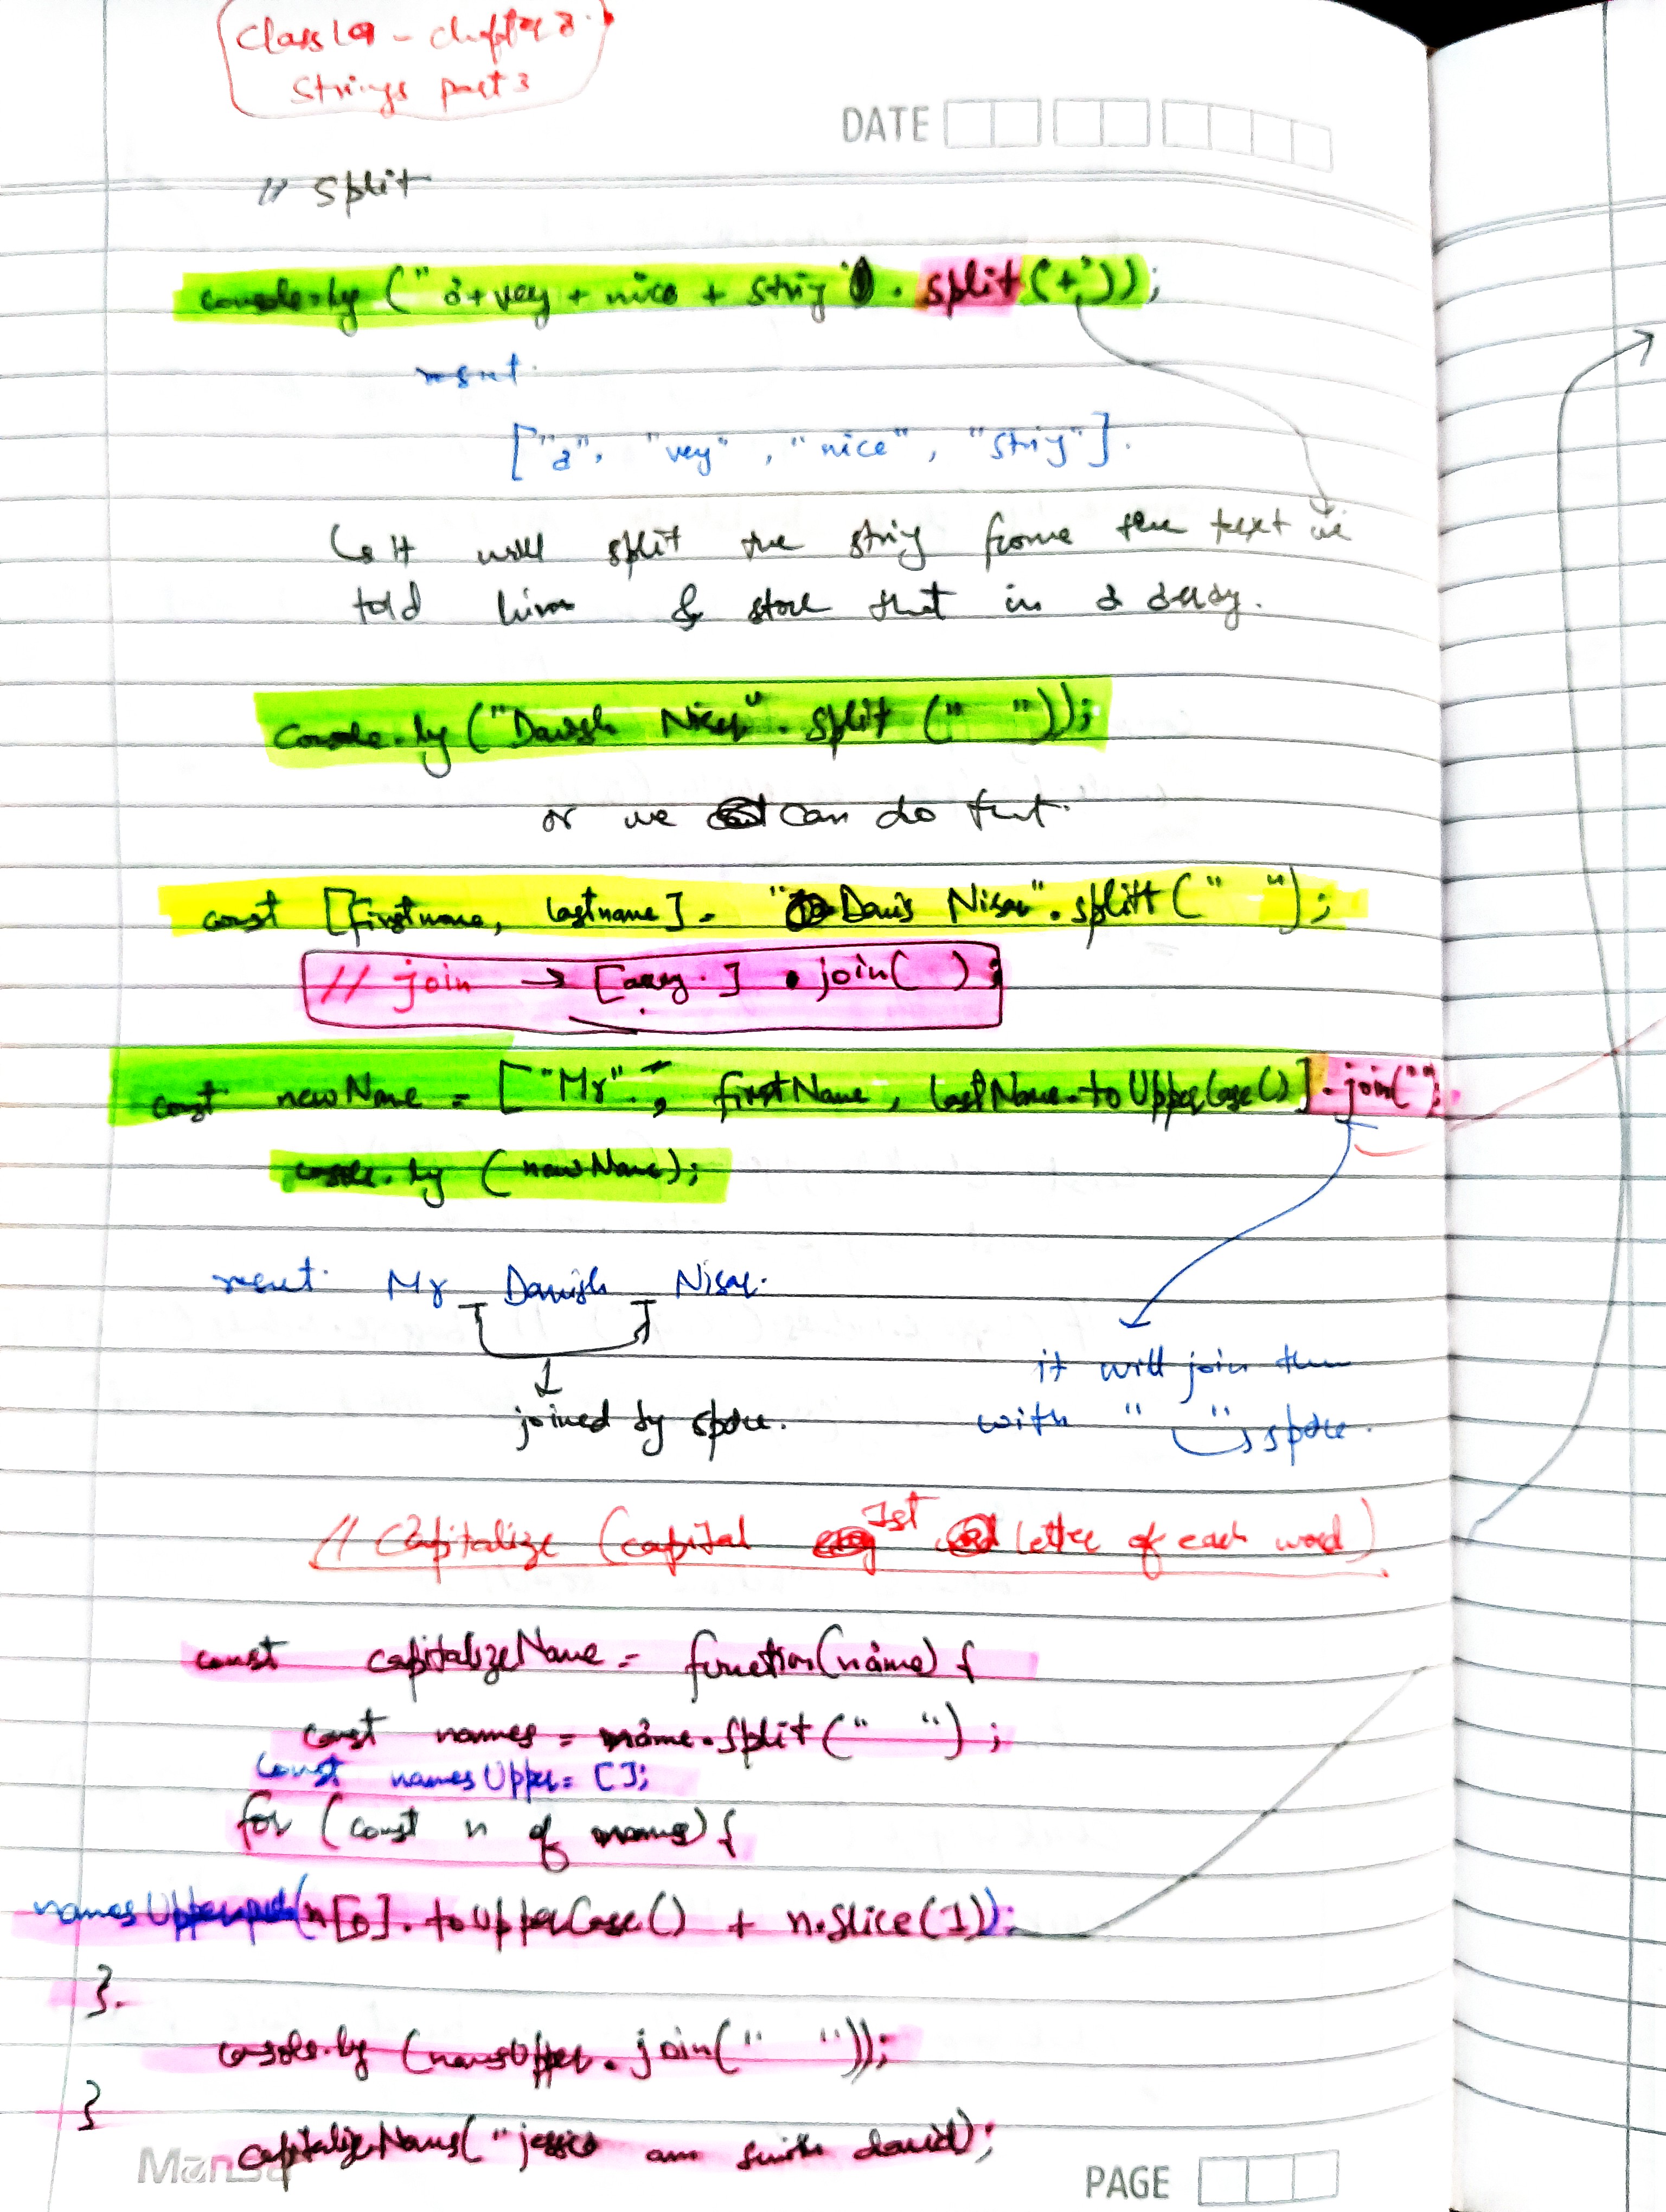 Class 19 - chapter 8
Strings part 3
DATE
// split
console.log ("a+very + nice + string". split ('+'));
result.
["a", "very", "nice", "string"].
↳ It will split the string from the text we
told him & store that in a array.
console.log ("Danish Nisar". split (" "));
or we can do that.
const [firstname, lastname] = "Danis Nisar".splitt (" ");
// join → [array.] . join( );
const newName = ["Mr"., firstName, lastName.toUpperCase()].join("");
console.log (newName);
result. Mr Danish Nisar.
it will join them
joined by space.
with " " space.
// Capitalize (capital 1st letter of each word)
const capitalizeName = function(name) {
const names = name.split(" ");
const namesUpper = [];
for (const n of names) {
namesUpper.push(n[0].toUpperCase() + n.slice(1));
}.
console.log (namesUpper.join(" "));
}
capitalizeName("jessica ann smith david);
PAGE